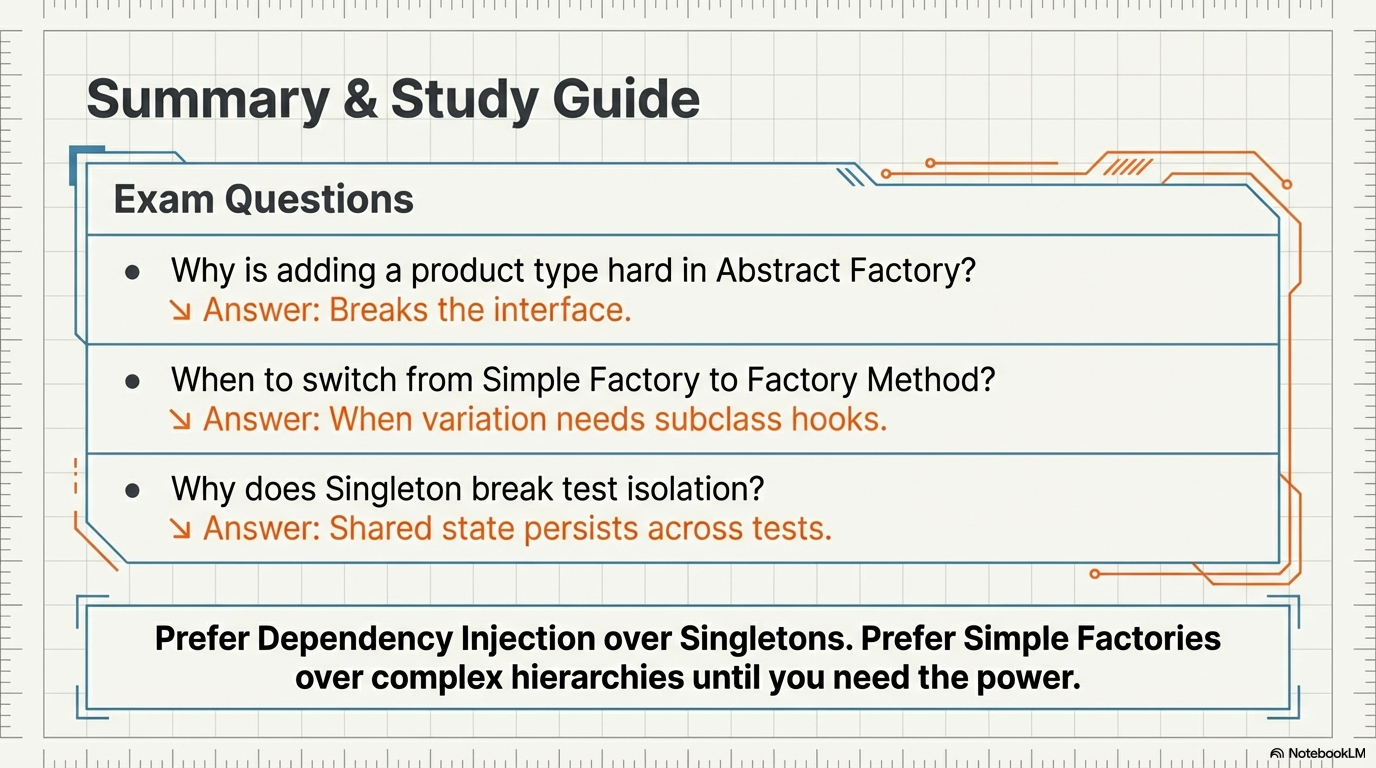 Summary & Study Guide
Exam Questions
● Why is adding a product type hard in Abstract Factory?
↘ Answer: Breaks the interface.
● When to switch from Simple Factory to Factory Method?
↘ Answer: When variation needs subclass hooks.
● Why does Singleton break test isolation?
↘ Answer: Shared state persists across tests.
Prefer Dependency Injection over Singletons. Prefer Simple Factories
over complex hierarchies until you need the power.
NotebookLM